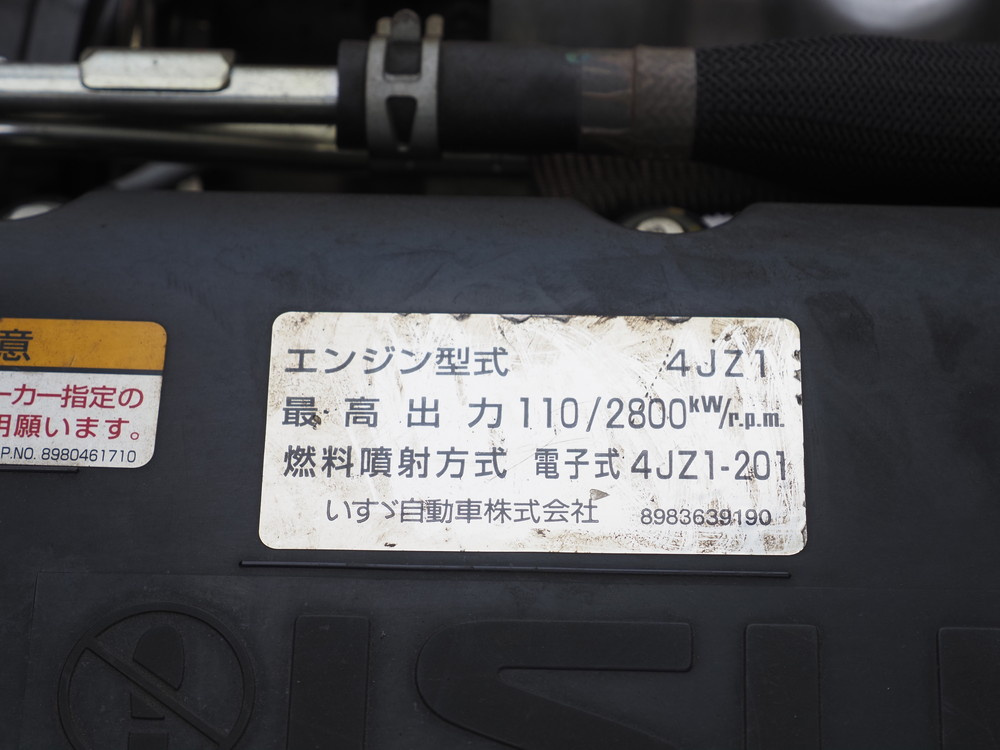 意
ーカー指定の
用願います。
P.NO. 8980461710
エンジン型式 4JZ1
最高出力 110/2800kW/r.p.m.
燃料噴射方式 電子式 4JZ1-201
いすゞ自動車株式会社 8983639190